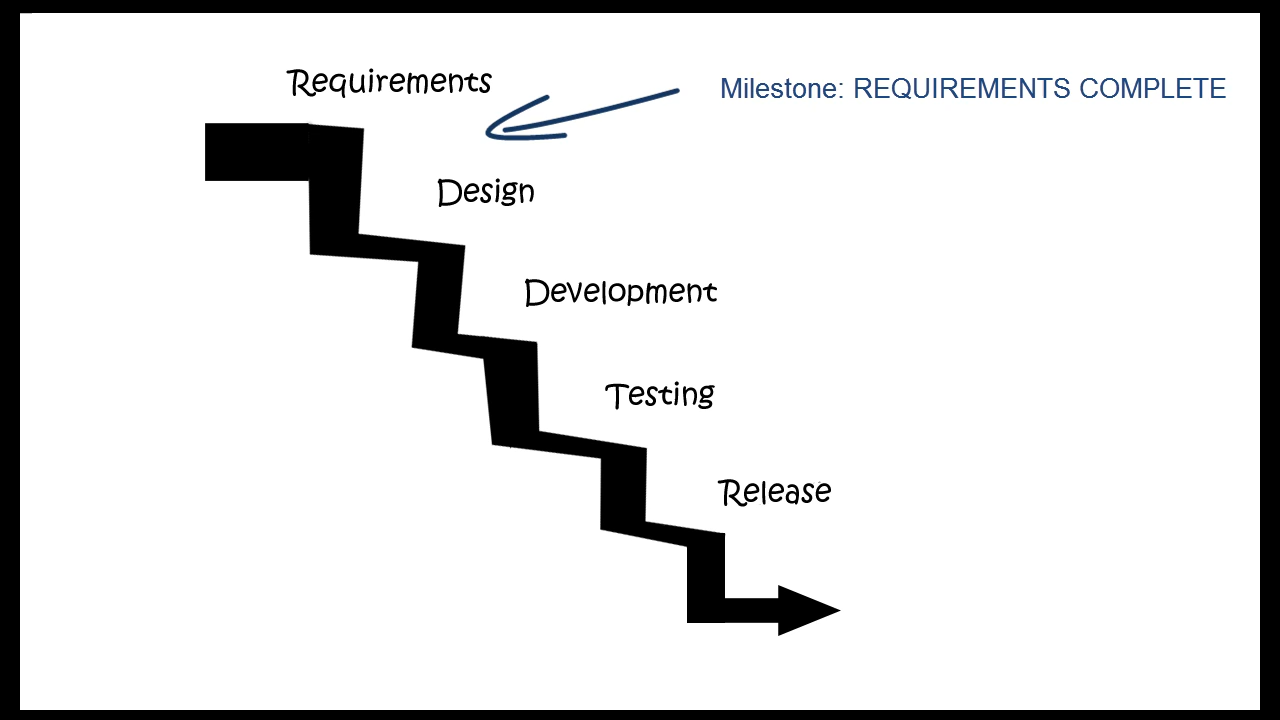 Requirements
Milestone: REQUIREMENTS COMPLETE
Design
Development
Testing
Release